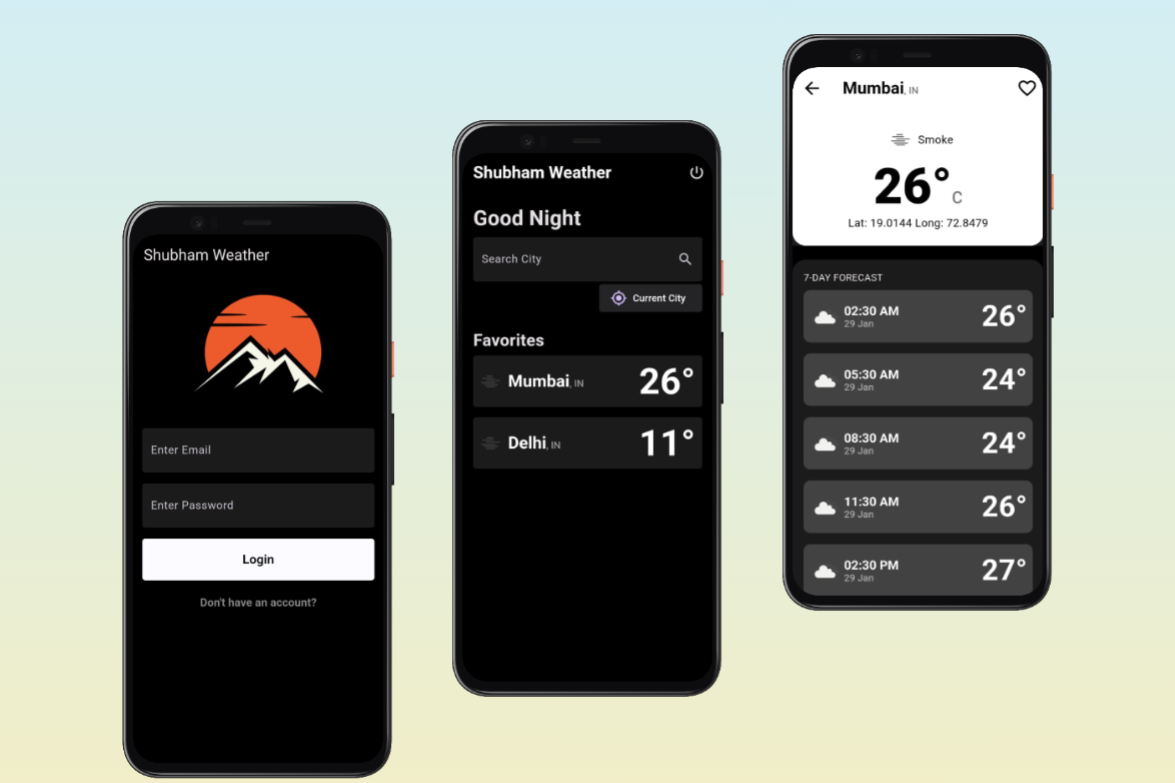 Shubham Weather
Enter Email
Enter Password
Login
Don't have an account?
Shubham Weather
Good Night
Search City
Current City
Favorites
Mumbai, IN 26°
Delhi, IN 11°
Mumbai, IN
Smoke
26° C
Lat: 19.0144 Long: 72.8479
7-DAY FORECAST
02:30 AM 26°
29 Jan
05:30 AM 24°
29 Jan
08:30 AM 24°
29 Jan
11:30 AM 26°
29 Jan
02:30 PM 27°
29 Jan